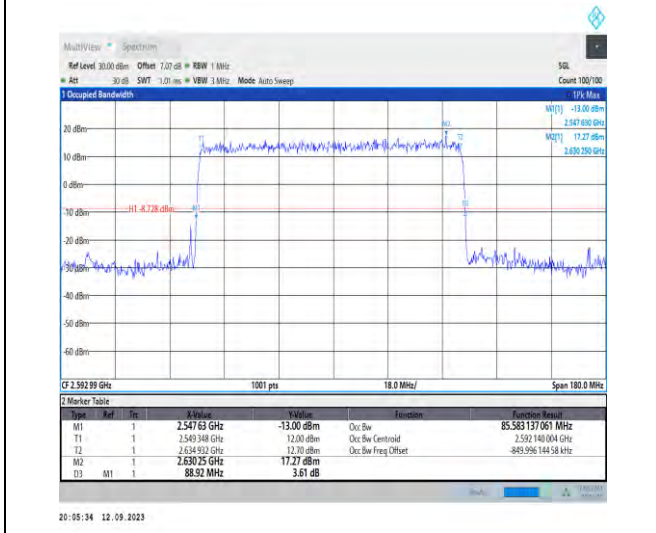 MultiView Spectrum
Ref Level 30.00 dBm Offset 7.07 dB RBW 1 MHz SGL
Att 30 dB SWT 1.01 ms VBW 3 MHz Mode Auto Sweep Count 100/100
1 Occupied Bandwidth 1Pk Max
M1[1] -13.00 dBm
2.547 630 GHz
M2[1] 17.27 dBm
2.630 250 GHz
20 dBm
10 dBm
0 dBm
H1 -8.728 dBm
-10 dBm
-20 dBm
-30 dBm
-40 dBm
-50 dBm
-60 dBm
M1
T1
M2
T2
D3
CF 2.592 99 GHz 1001 pts 18.0 MHz/ Span 180.0 MHz
2 Marker Table
Type Ref Trc X-Value Y-Value Function Function Result
M1 1 2.547 63 GHz -13.00 dBm Occ Bw 85.583 137 061 MHz
T1 1 2.549 348 GHz 12.00 dBm Occ Bw Centroid 2.592 140 004 GHz
T2 1 2.634 932 GHz 12.70 dBm Occ Bw Freq Offset -849.996 144 58 kHz
M2 1 2.630 25 GHz 17.27 dBm
D3 M1 1 88.92 MHz 3.61 dB
20:05:34 12.09.2023